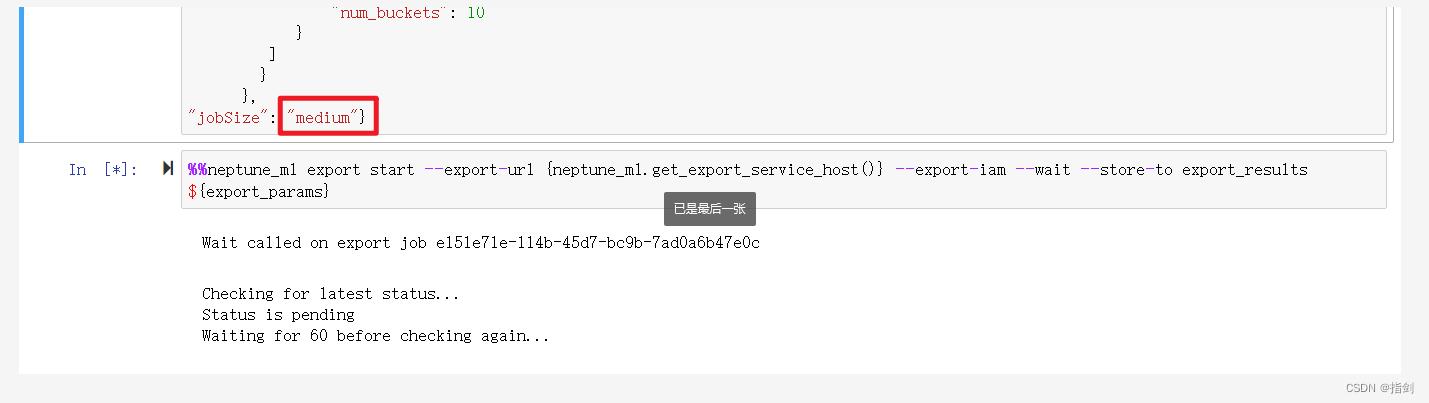 "num_buckets": 10
}
]
}
},
"jobSize": "medium"}
In [*]:
%%neptune_ml export start --export-url {neptune_ml.get_export_service_host()} --export-iam --wait --store-to export_results
${export_params}
已是最后一张
Wait called on export job e151e71e-114b-45d7-bc9b-7ad0a6b47e0c
Checking for latest status...
Status is pending
Waiting for 60 before checking again...
CSDN @指剑